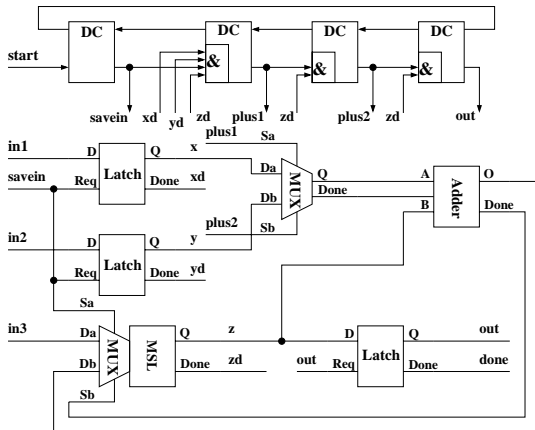 DC DC DC DC
start & & &
savein xd yd zd plus1 zd plus2 zd out
in1 D Q x plus1 Sa Da MUX Q A Adder O
savein Req Latch Done xd Done B Done
in2 D Q y Db plus2 Sb
Req Latch Done yd
Sa
in3 Da MUX MSL Q z D Q out
Db Done zd out Req Latch Done done
Sb